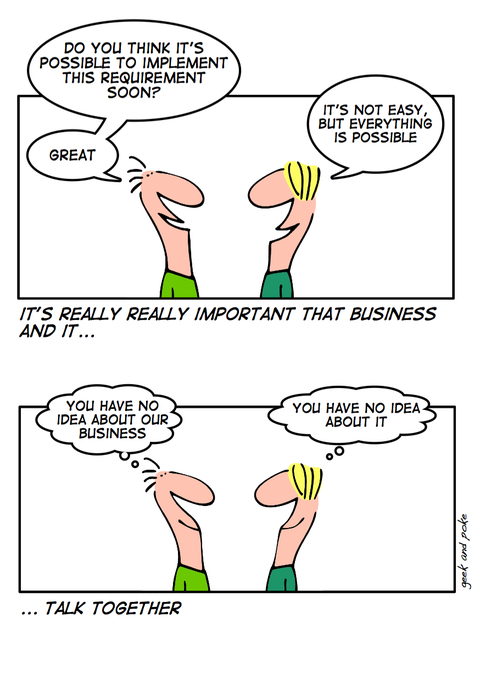 DO YOU THINK IT'S
POSSIBLE TO IMPLEMENT
THIS REQUIREMENT
SOON?
IT'S NOT EASY,
BUT EVERYTHING
IS POSSIBLE
GREAT
IT'S REALLY REALLY IMPORTANT THAT BUSINESS
AND IT...
YOU HAVE NO
IDEA ABOUT OUR
BUSINESS
YOU HAVE NO IDEA
ABOUT IT
geek and poke
... TALK TOGETHER